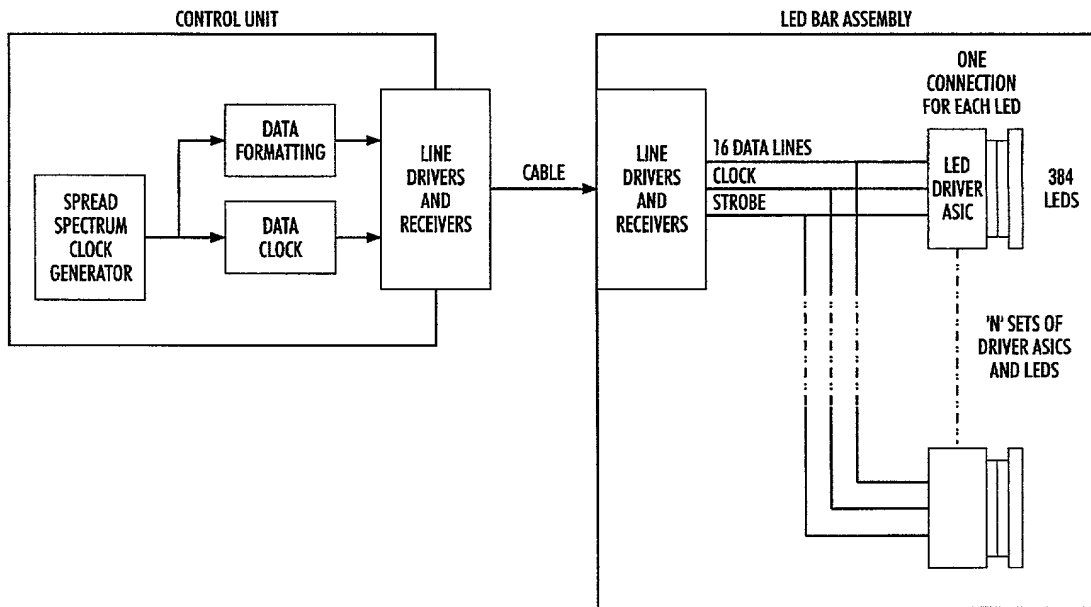 CONTROL UNIT
LED BAR ASSEMBLY
SPREAD
SPECTRUM
CLOCK
GENERATOR
DATA
FORMATTING
DATA
CLOCK
LINE
DRIVERS
AND
RECEIVERS
CABLE
LINE
DRIVERS
AND
RECEIVERS
16 DATA LINES
CLOCK
STROBE
ONE
CONNECTION
FOR EACH LED
LED
DRIVER
ASIC
384
LEDS
'N' SETS OF
DRIVER ASICS
AND LEDS